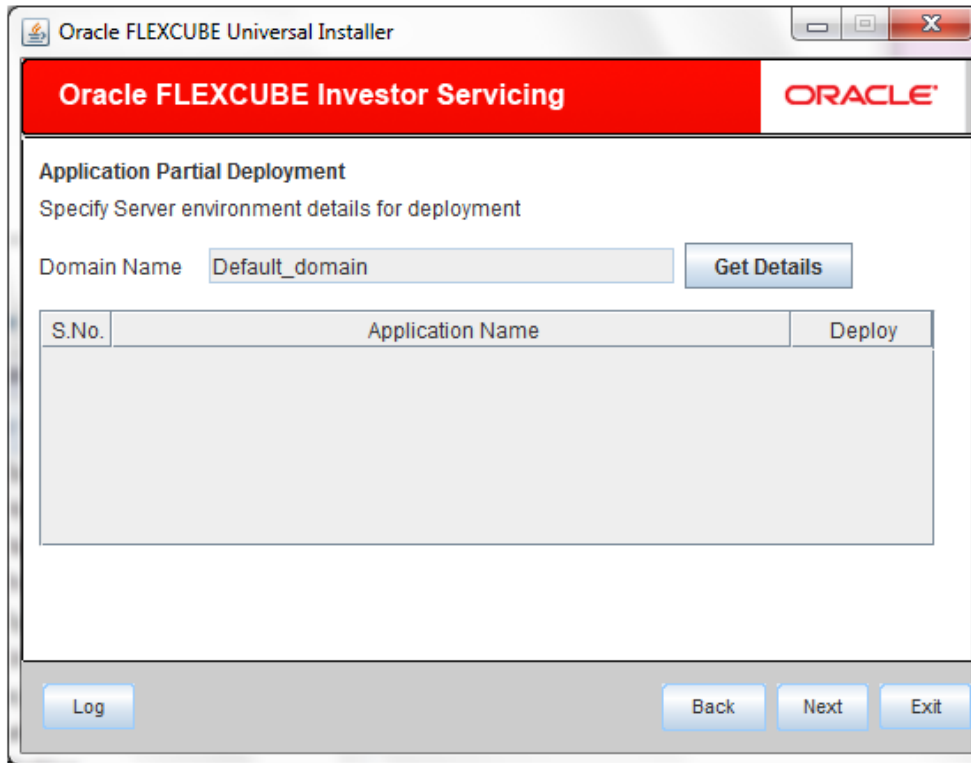 Oracle FLEXCUBE Universal Installer
Oracle FLEXCUBE Investor Servicing ORACLE
Application Partial Deployment
Specify Server environment details for deployment
Domain Name Default_domain Get Details
S.No. Application Name Deploy
Log Back Next Exit